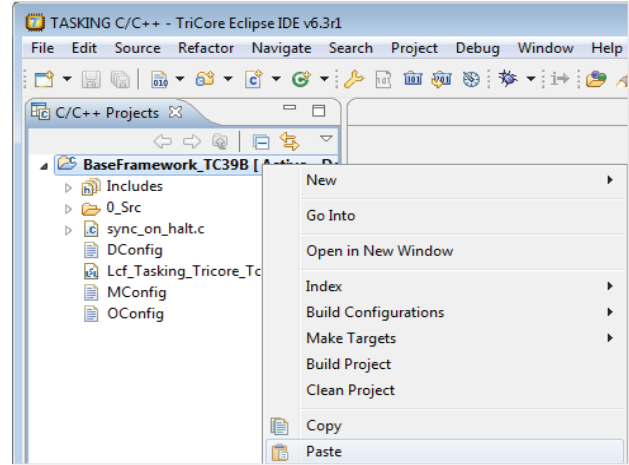 TASKING C/C++ - TriCore Eclipse IDE v6.3r1
File Edit Source Refactor Navigate Search Project Debug Window Help
C/C++ Projects
BaseFramework_TC39B [ Active - D
Includes
0_Src
sync_on_halt.c
DConfig
Lcf_Tasking_Tricore_Tc
MConfig
OConfig
New
Go Into
Open in New Window
Index
Build Configurations
Make Targets
Build Project
Clean Project
Copy
Paste